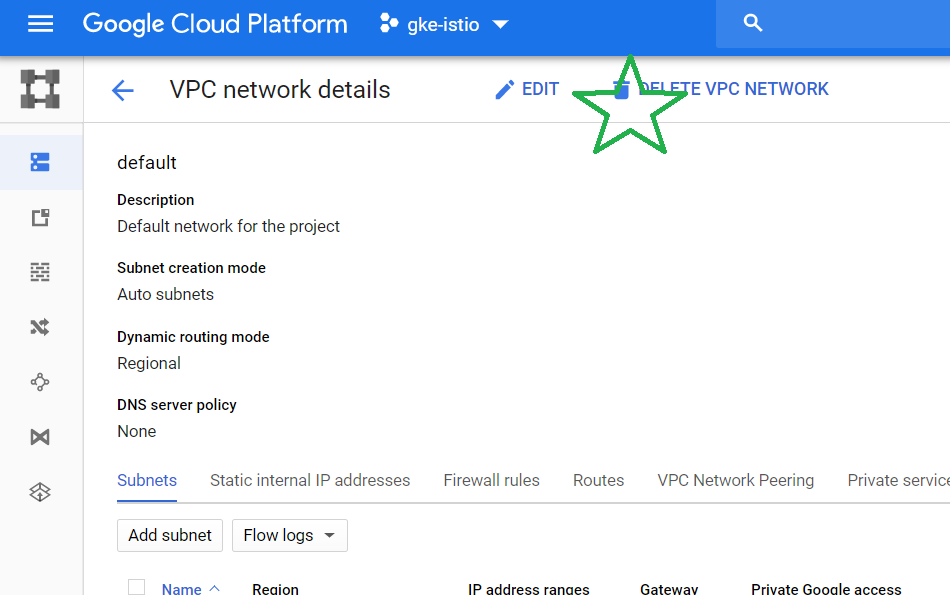 Google Cloud Platform gke-istio
VPC network details EDIT DELETE VPC NETWORK
default
Description
Default network for the project
Subnet creation mode
Auto subnets
Dynamic routing mode
Regional
DNS server policy
None
Subnets Static internal IP addresses Firewall rules Routes VPC Network Peering Private service
Add subnet Flow logs
Name Region IP address ranges Gateway Private Google access